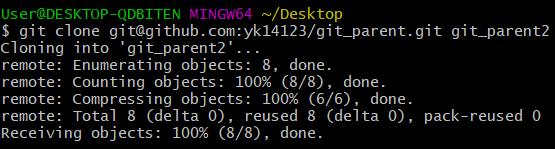 User@DESKTOP-QDBITEN MINGW64 ~/Desktop
$ git clone git@github.com:yk14123/git_parent.git git_parent2
Cloning into 'git_parent2'...
remote: Enumerating objects: 8, done.
remote: Counting objects: 100% (8/8), done.
remote: Compressing objects: 100% (6/6), done.
remote: Total 8 (delta 0), reused 8 (delta 0), pack-reused 0
Receiving objects: 100% (8/8), done.